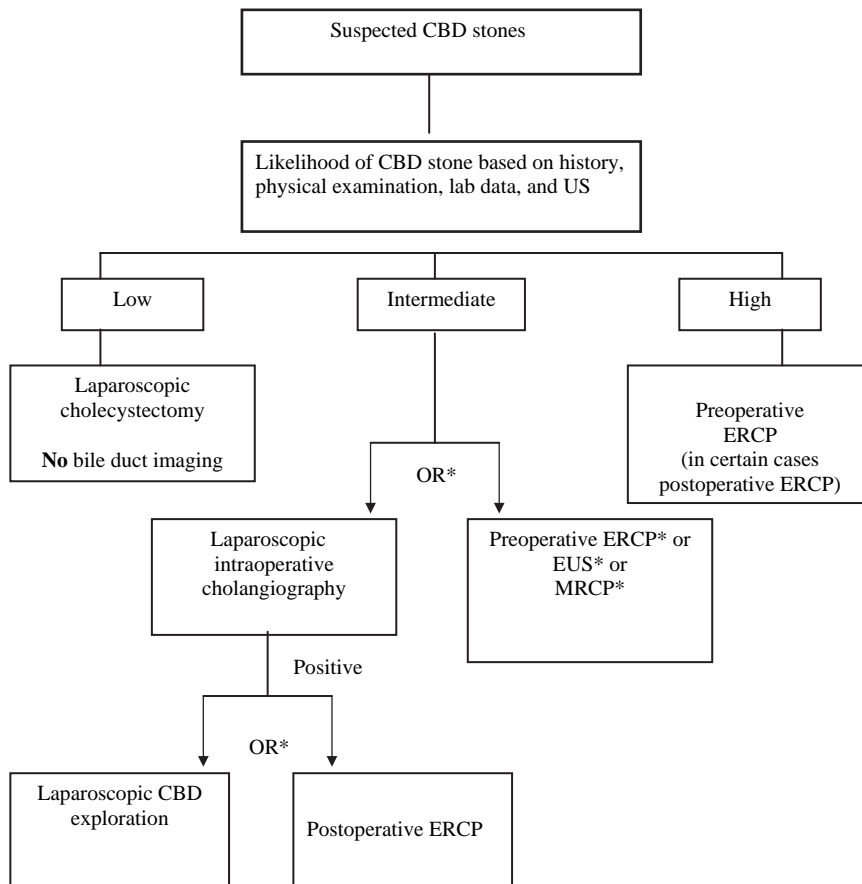 Suspected CBD stones
Likelihood of CBD stone based on history,
physical examination, lab data, and US
Low
Intermediate
High
Laparoscopic
cholecystectomy
No bile duct imaging
Preoperative
ERCP
(in certain cases
postoperative ERCP)
OR*
Laparoscopic
intraoperative
cholangiography
Preoperative ERCP* or
EUS* or
MRCP*
Positive
OR*
Laparoscopic CBD
exploration
Postoperative ERCP